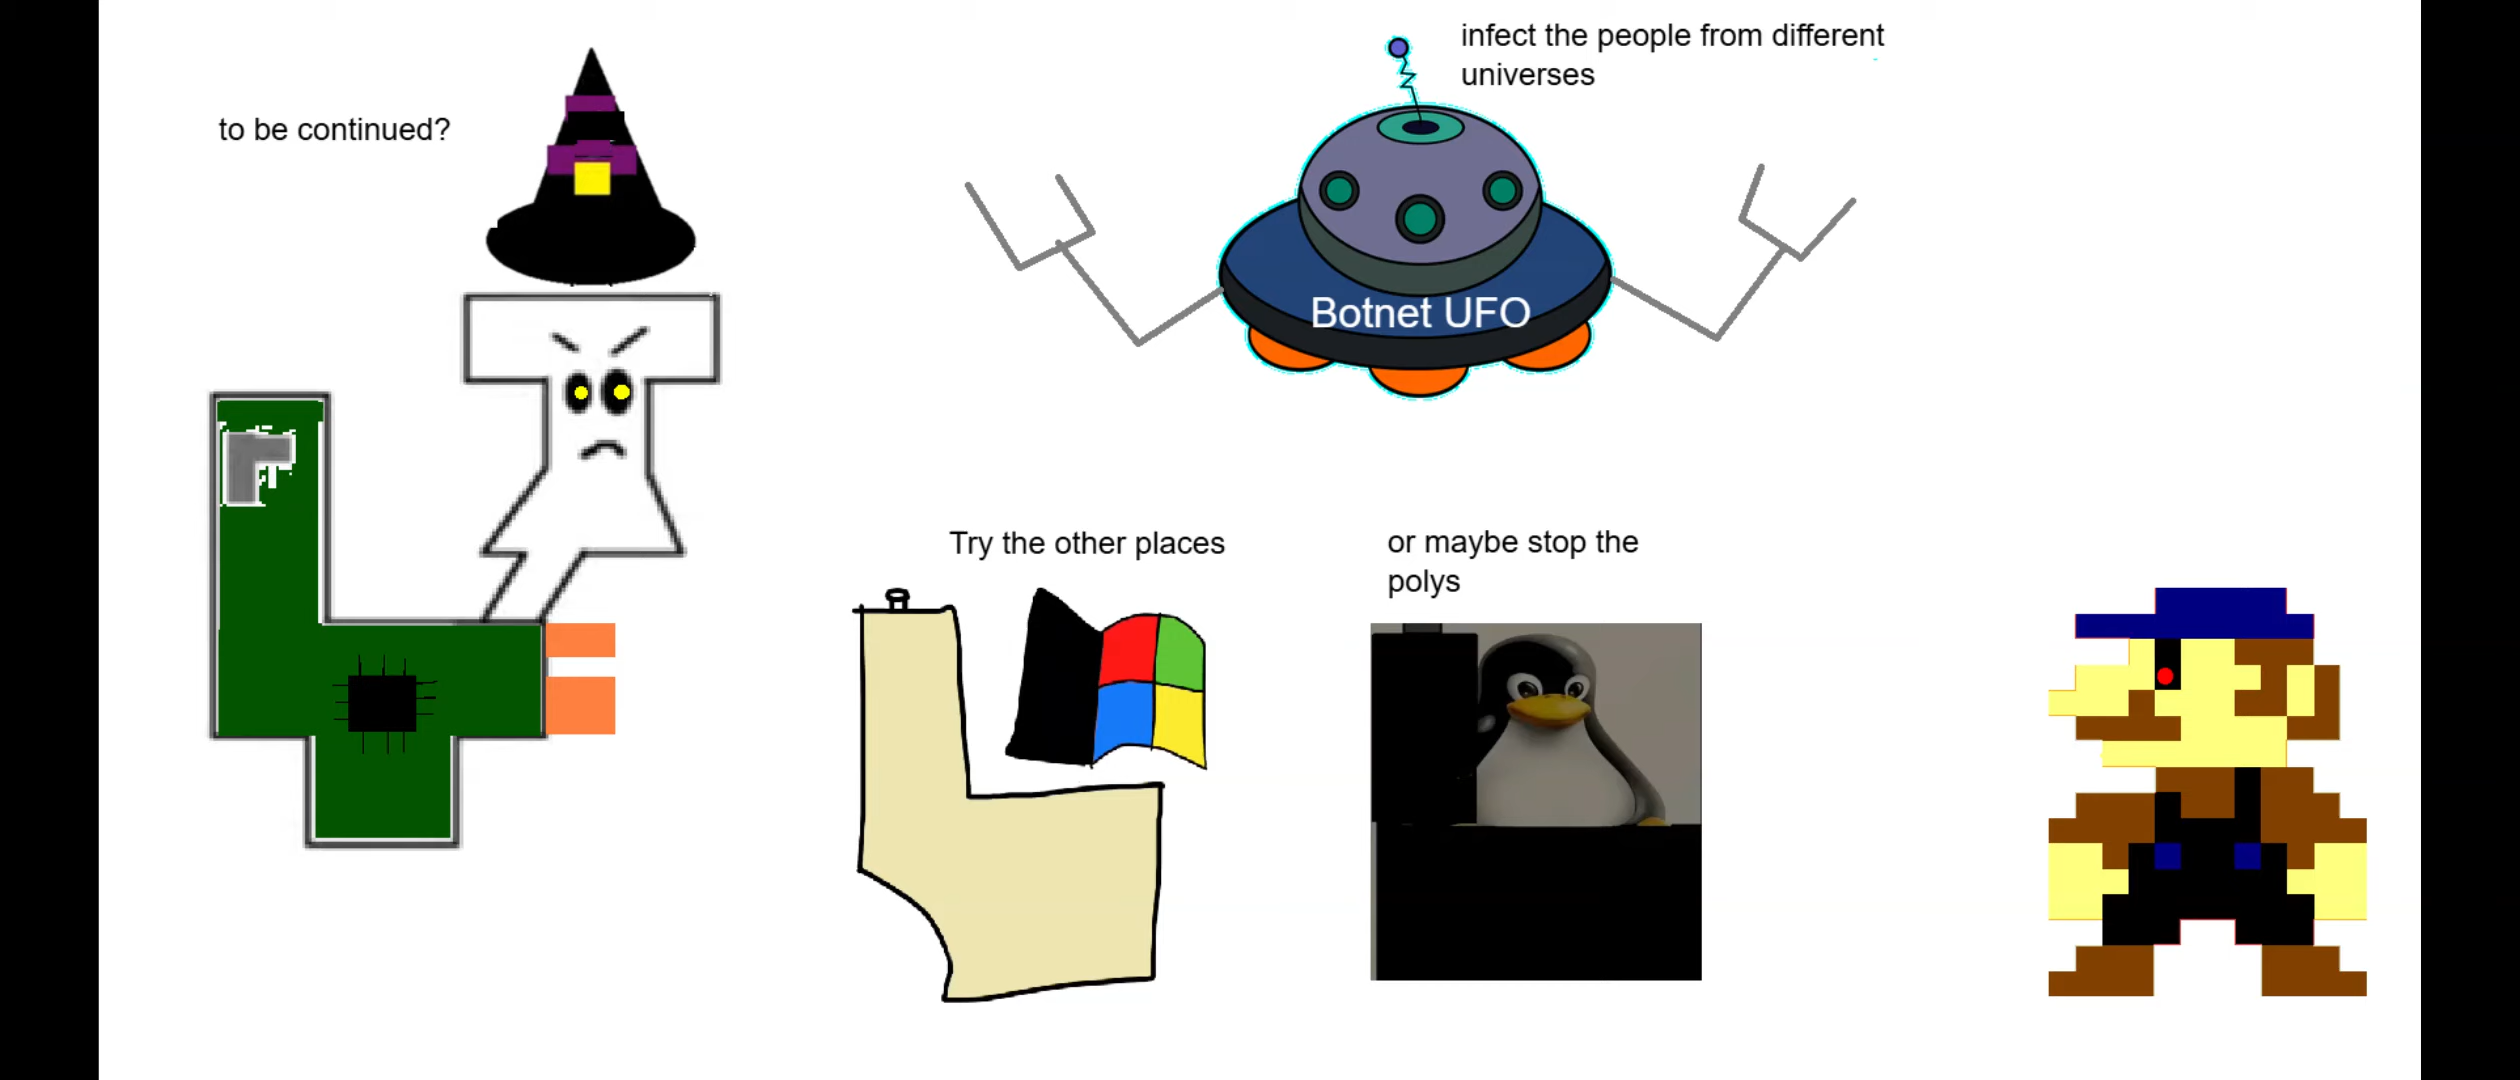 infect the people from different
universes
to be continued?
Botnet UFO
Try the other places
or maybe stop the
polys